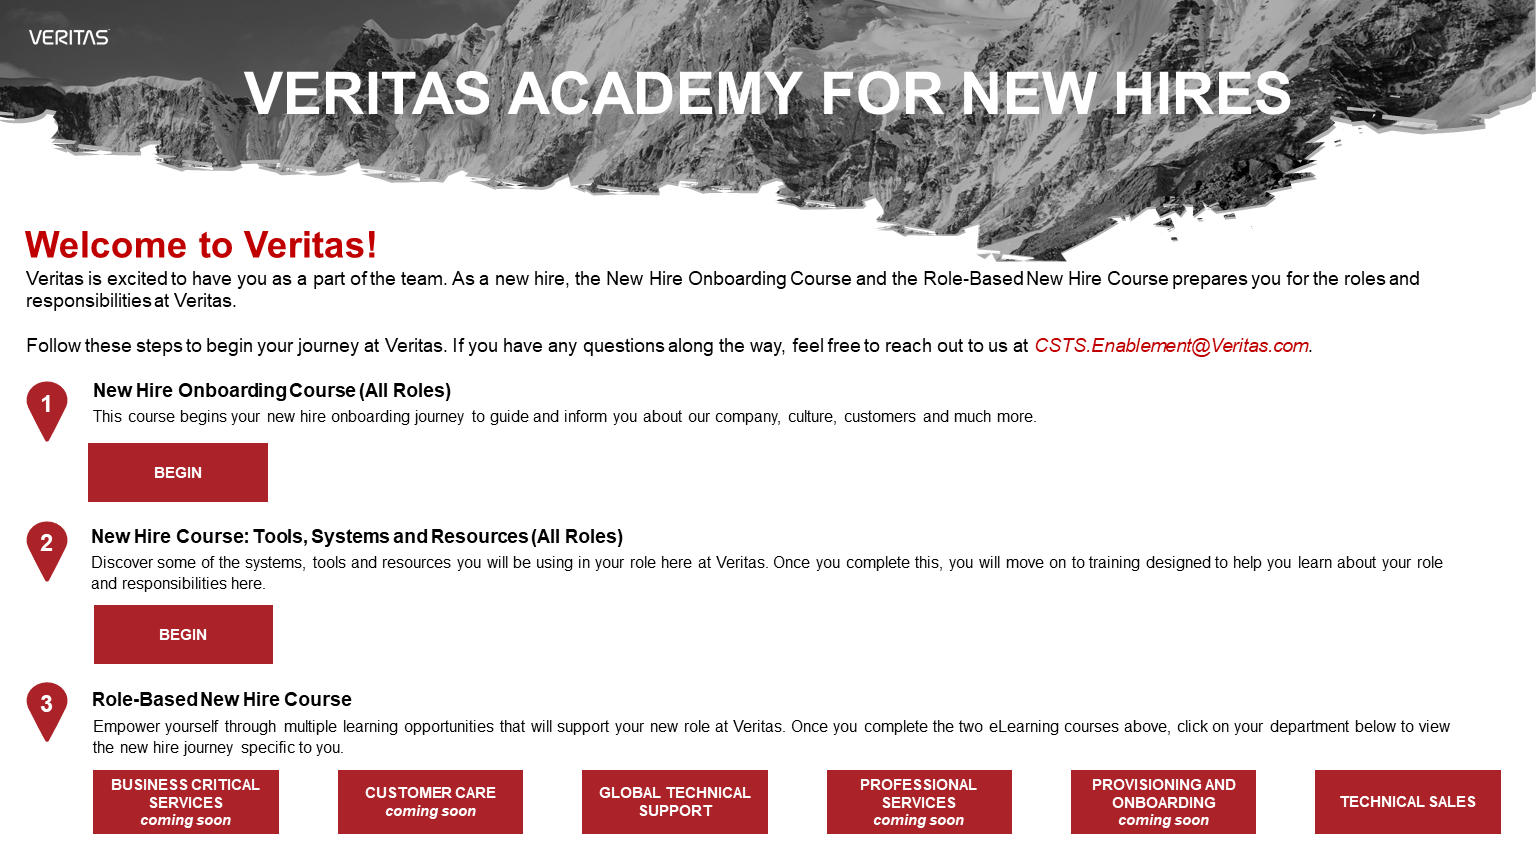 VERITAS
VERITAS ACADEMY FOR NEW HIRES
Welcome to Veritas!
Veritas is excited to have you as a part of the team. As a new hire, the New Hire Onboarding Course and the Role-Based New Hire Course prepares you for the roles and
responsibilities at Veritas.
Follow these steps to begin your journey at Veritas. If you have any questions along the way, feel free to reach out to us at CSTS.Enablement@Veritas.com.
1
New Hire Onboarding Course (All Roles)
This course begins your new hire onboarding journey to guide and inform you about our company, culture, customers and much more.
BEGIN
2
New Hire Course: Tools, Systems and Resources (All Roles)
Discover some of the systems, tools and resources you will be using in your role here at Veritas. Once you complete this, you will move on to training designed to help you learn about your role
and responsibilities here.
BEGIN
3
Role-Based New Hire Course
Empower yourself through multiple learning opportunities that will support your new role at Veritas. Once you complete the two eLearning courses above, click on your department below to view
the new hire journey specific to you.
BUSINESS CRITICAL
SERVICES
coming soon
CUSTOMER CARE
coming soon
GLOBAL TECHNICAL
SUPPORT
PROFESSIONAL
SERVICES
coming soon
PROVISIONING AND
ONBOARDING
coming soon
TECHNICAL SALES